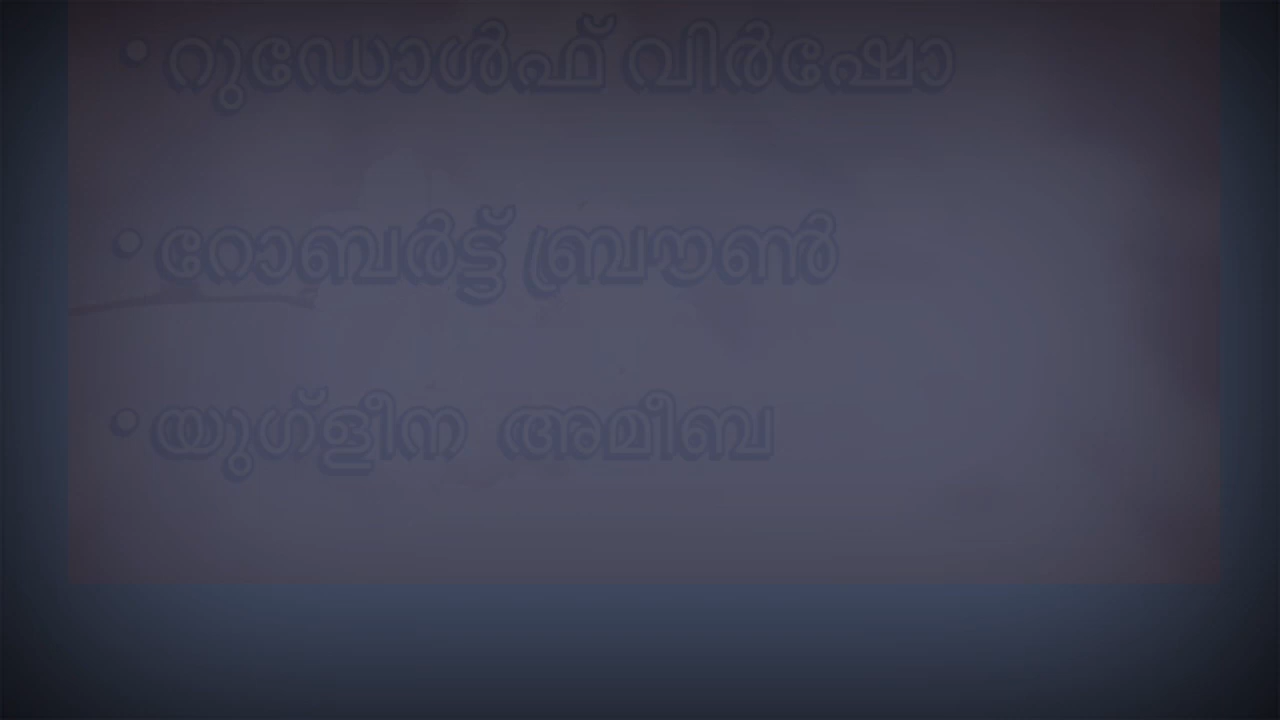 • റുഡോൾഫ് വിർഷോ
• റോബർട്ട് ബ്രൗൺ
• യുഗ്ളീന അമീബ